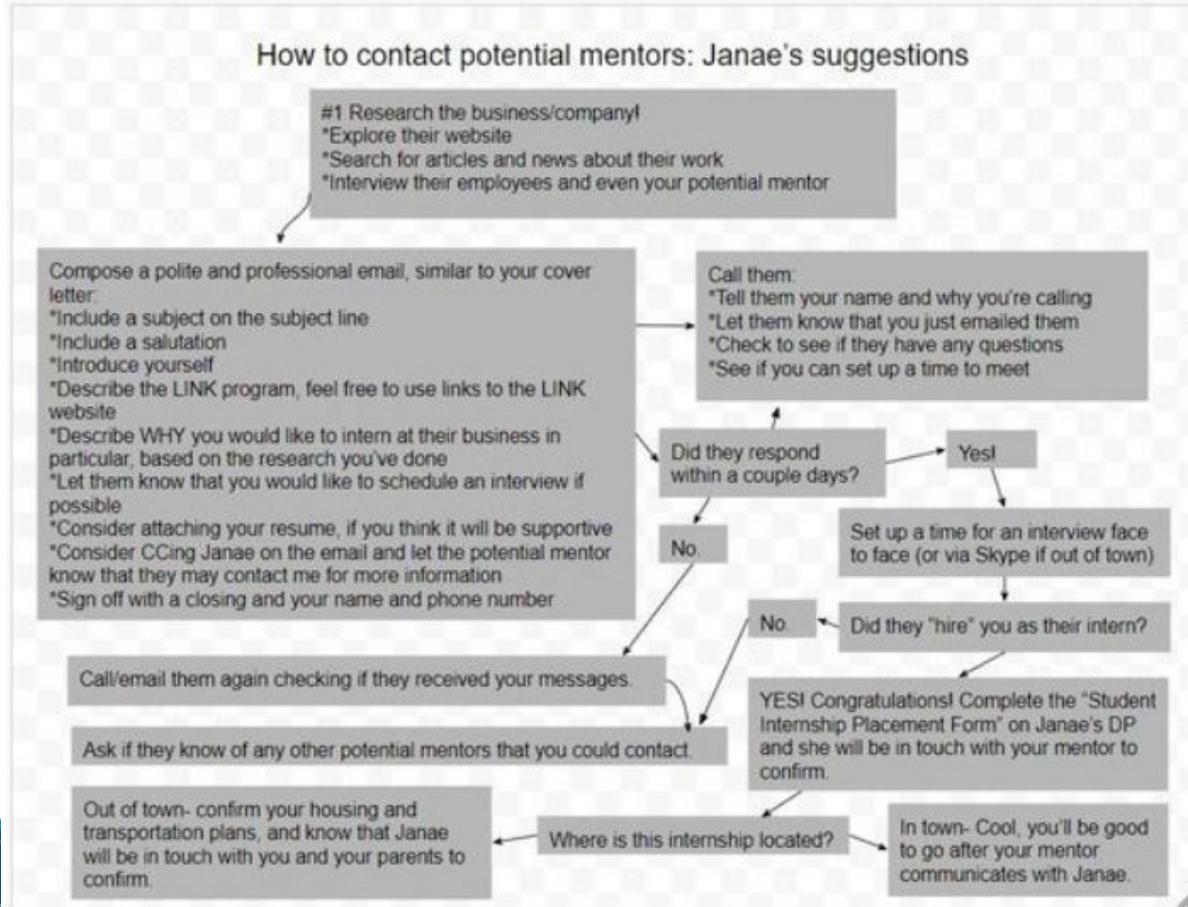 How to contact potential mentors: Janae's suggestions
#1 Research the business/company!
*Explore their website
*Search for articles and news about their work
*Interview their employees and even your potential mentor
Compose a polite and professional email, similar to your cover
letter:
*Include a subject on the subject line
*Include a salutation
*Introduce yourself
*Describe the LINK program, feel free to use links to the LINK
website
*Describe WHY you would like to intern at their business in
particular, based on the research you've done
*Let them know that you would like to schedule an interview if
possible
*Consider attaching your resume, if you think it will be supportive
*Consider CCing Janae on the email and let the potential mentor
know that they may contact me for more information
*Sign off with a closing and your name and phone number
Call them:
*Tell them your name and why you're calling
*Let them know that you just emailed them
*Check to see if they have any questions
*See if you can set up a time to meet
Did they respond
within a couple days?
Yes!
No.
Set up a time for an interview face
to face (or via Skype if out of town)
Did they "hire" you as their intern?
No.
Call/email them again checking if they received your messages.
Ask if they know of any other potential mentors that you could contact.
YES! Congratulations! Complete the "Student
Internship Placement Form" on Janae's DP
and she will be in touch with your mentor to
confirm.
Where is this internship located?
Out of town- confirm your housing and
transportation plans, and know that Janae
will be in touch with you and your parents to
confirm.
In town- Cool, you'll be good
to go after your mentor
communicates with Janae.